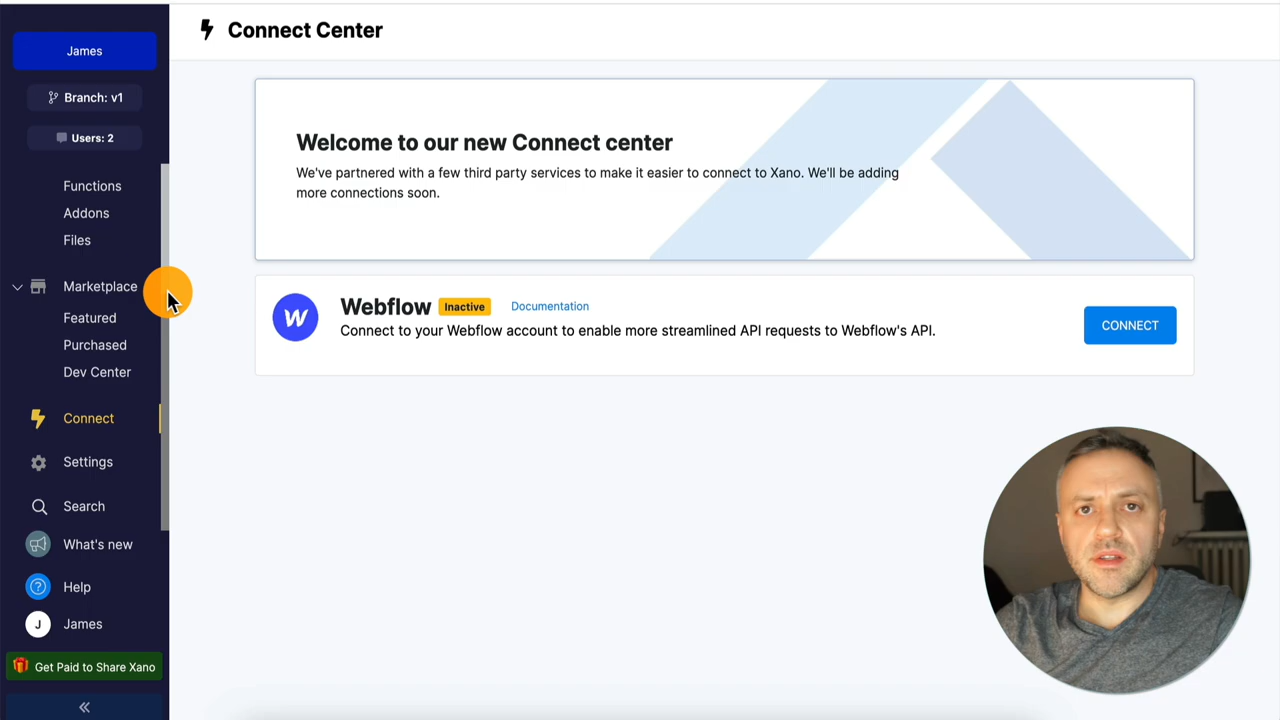 James
Branch: v1
Users: 2
Functions
Addons
Files
Marketplace
Featured
Purchased
Dev Center
Connect
Settings
Search
What's new
? Help
J James
Get Paid to Share Xano
Connect Center
Welcome to our new Connect center
We've partnered with a few third party services to make it easier to connect to Xano. We'll be adding
more connections soon.
W
Webflow Inactive Documentation
Connect to your Webflow account to enable more streamlined API requests to Webflow's API.
CONNECT